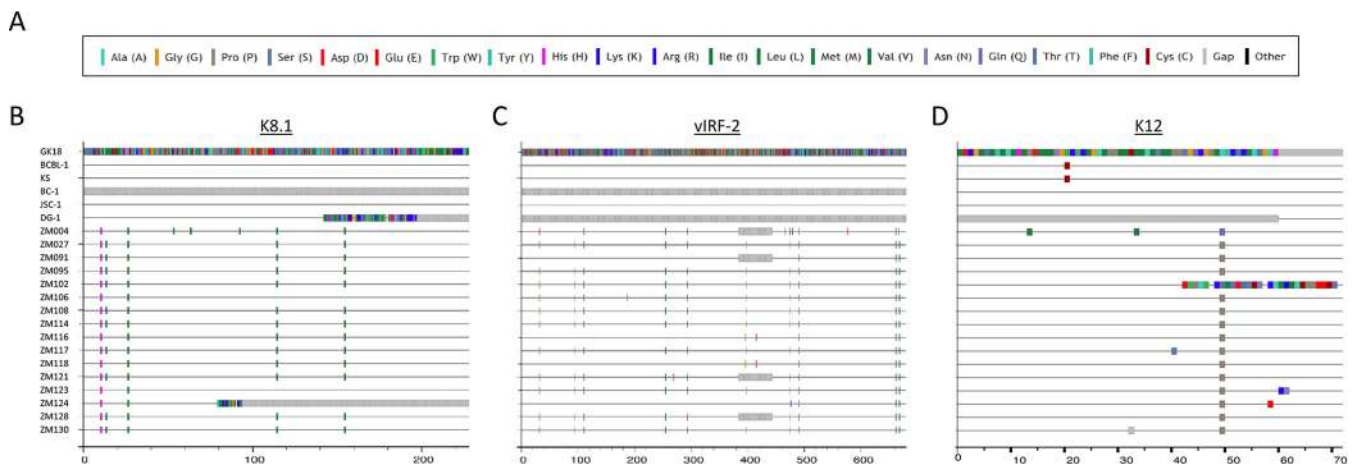 A
Ala (A) Gly (G) Pro (P) Ser (S) Asp (D) Glu (E) Trp (W) Tyr (Y) His (H) Lys (K) Arg (R) Ile (I) Leu (L) Met (M) Val (V) Asn (N) Gln (Q) Thr (T) Phe (F) Cys (C) Gap Other
B K8.1 C vIRF-2 D K12
GK18
BCBL-1
KS
BC-1
JSC-1
DG-1
ZM004
ZM027
ZM091
ZM095
ZM102
ZM106
ZM108
ZM114
ZM116
ZM117
ZM118
ZM121
ZM123
ZM124
ZM128
ZM130
0 100 200 0 100 200 300 400 500 600 0 10 20 30 40 50 60 70